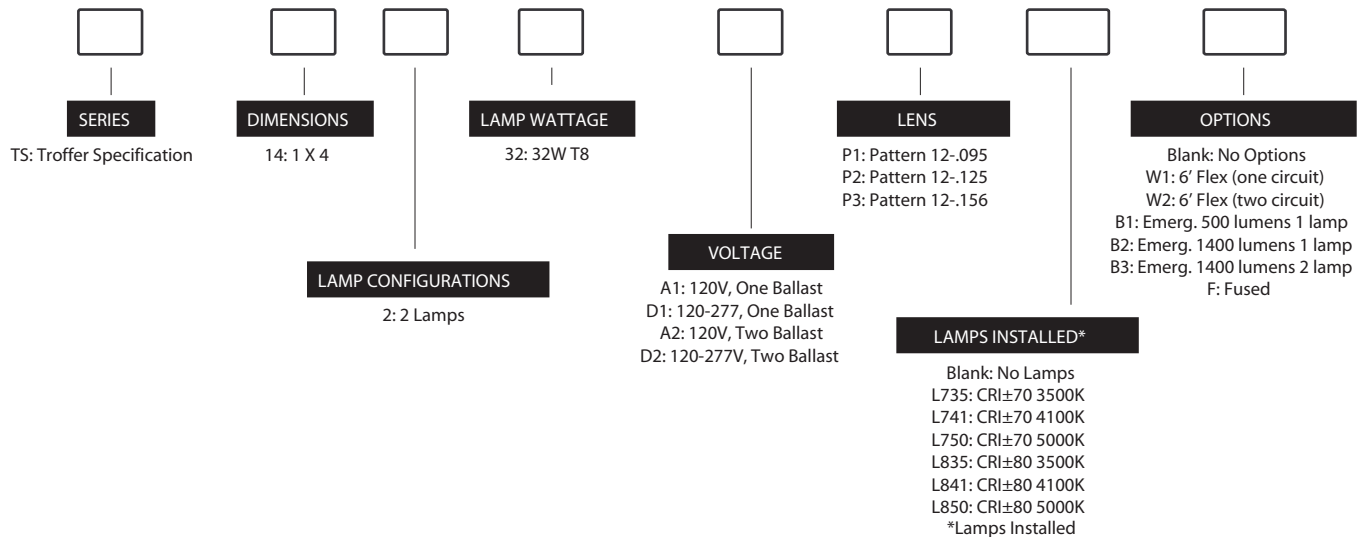 SERIES
TS: Troffer Specification
DIMENSIONS
14: 1 X 4
LAMP CONFIGURATIONS
2: 2 Lamps
LAMP WATTAGE
32: 32W T8
VOLTAGE
A1: 120V, One Ballast
D1: 120-277, One Ballast
A2: 120V, Two Ballast
D2: 120-277V, Two Ballast
LENS
P1: Pattern 12-.095
P2: Pattern 12-.125
P3: Pattern 12-.156
LAMPS INSTALLED*
Blank: No Lamps
L735: CRI±70 3500K
L741: CRI±70 4100K
L750: CRI±70 5000K
L835: CRI±80 3500K
L841: CRI±80 4100K
L850: CRI±80 5000K
*Lamps Installed
OPTIONS
Blank: No Options
W1: 6’ Flex (one circuit)
W2: 6’ Flex (two circuit)
B1: Emerg. 500 lumens 1 lamp
B2: Emerg. 1400 lumens 1 lamp
B3: Emerg. 1400 lumens 2 lamp
F: Fused